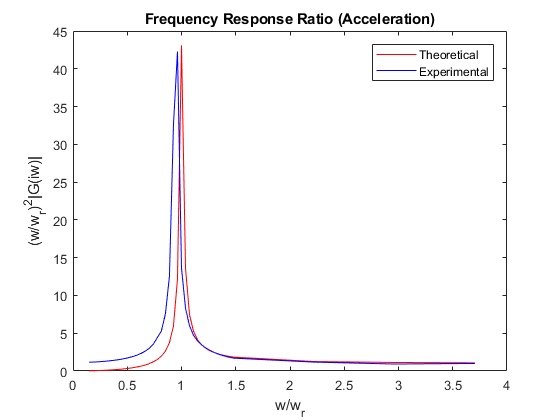 Frequency Response Ratio (Acceleration)
45
40
35
30
25
20
15
10
5
0
(w/w_r)^2|G(iw)|
Theoretical
Experimental
0 0.5 1 1.5 2 2.5 3 3.5 4
w/w_r